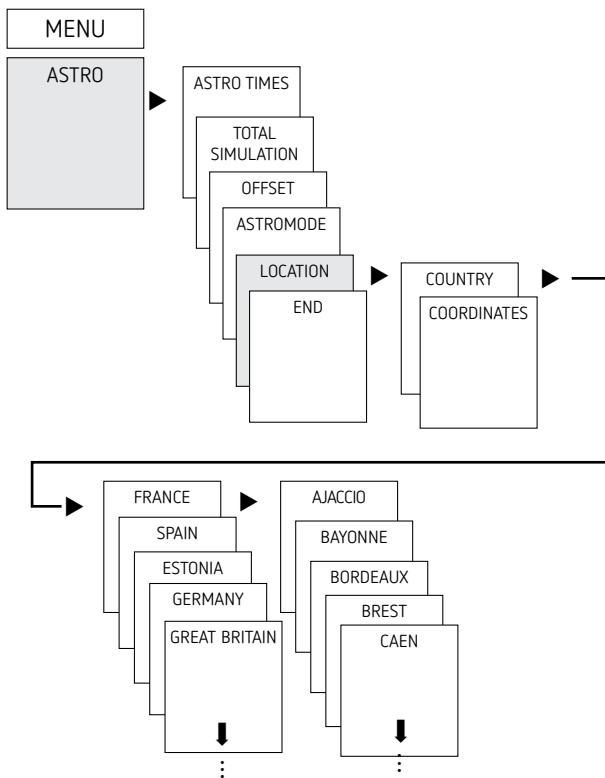 MENU
ASTRO
ASTRO TIMES
TOTAL
SIMULATION
OFFSET
ASTROMODE
LOCATION
END
COUNTRY
COORDINATES
FRANCE
SPAIN
ESTONIA
GERMANY
GREAT BRITAIN
AJACCIO
BAYONNE
BORDEAUX
BREST
CAEN